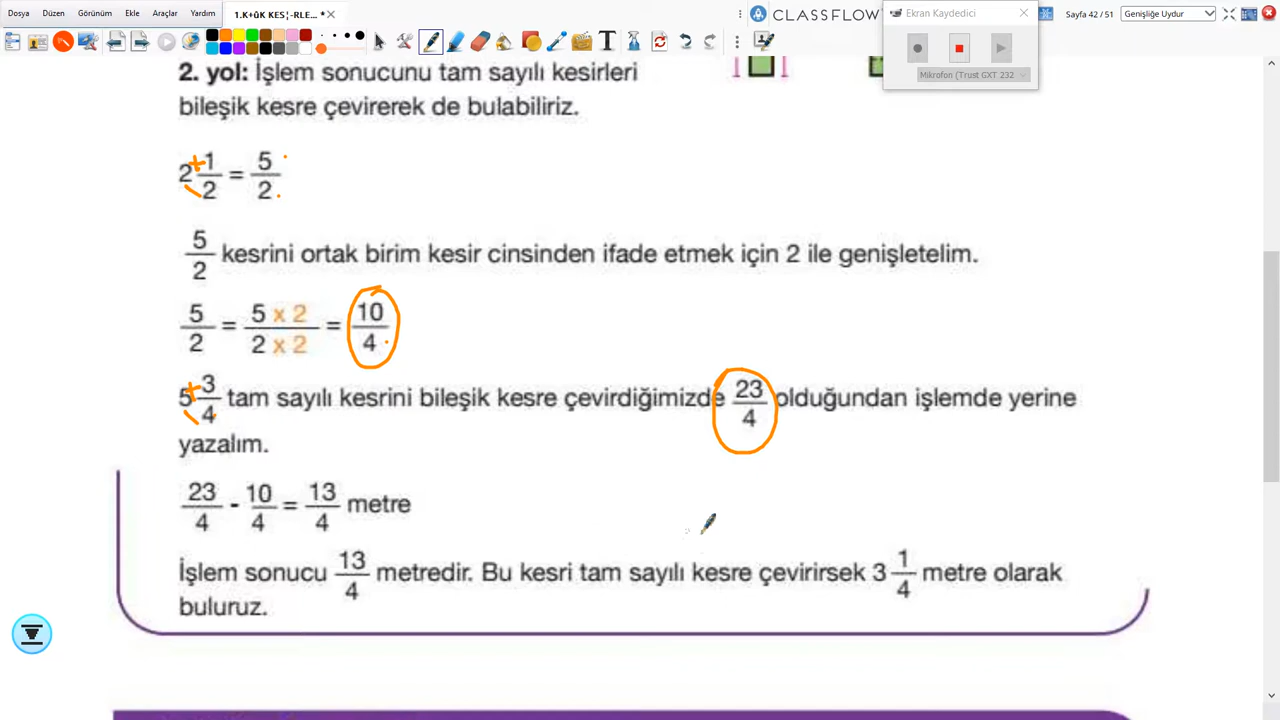 Dosya Düzen Görünüm Ekle Araçlar Yardım 1.K+ûK KES¦-RLE... * CLASSFLOW Ekran Kaydedici Sayfa 42 / 51 Genişliğe Uydur
Mikrofon (Trust GXT 232
2. yol: İşlem sonucunu tam sayılı kesirleri
bileşik kesre çevirerek de bulabiliriz.
2 + 1/2 = 5/2
5/2 kesrini ortak birim kesir cinsinden ifade etmek için 2 ile genişletelim.
5/2 = 5 x 2/2 x 2 = 10/4
5 + 3/4 tam sayılı kesrini bileşik kesre çevirdiğimizde 23/4 olduğundan işlemde yerine
yazalım.
23/4 - 10/4 = 13/4 metre
İşlem sonucu 13/4 metredir. Bu kesri tam sayılı kesre çevirirsek 3 1/4 metre olarak
buluruz.